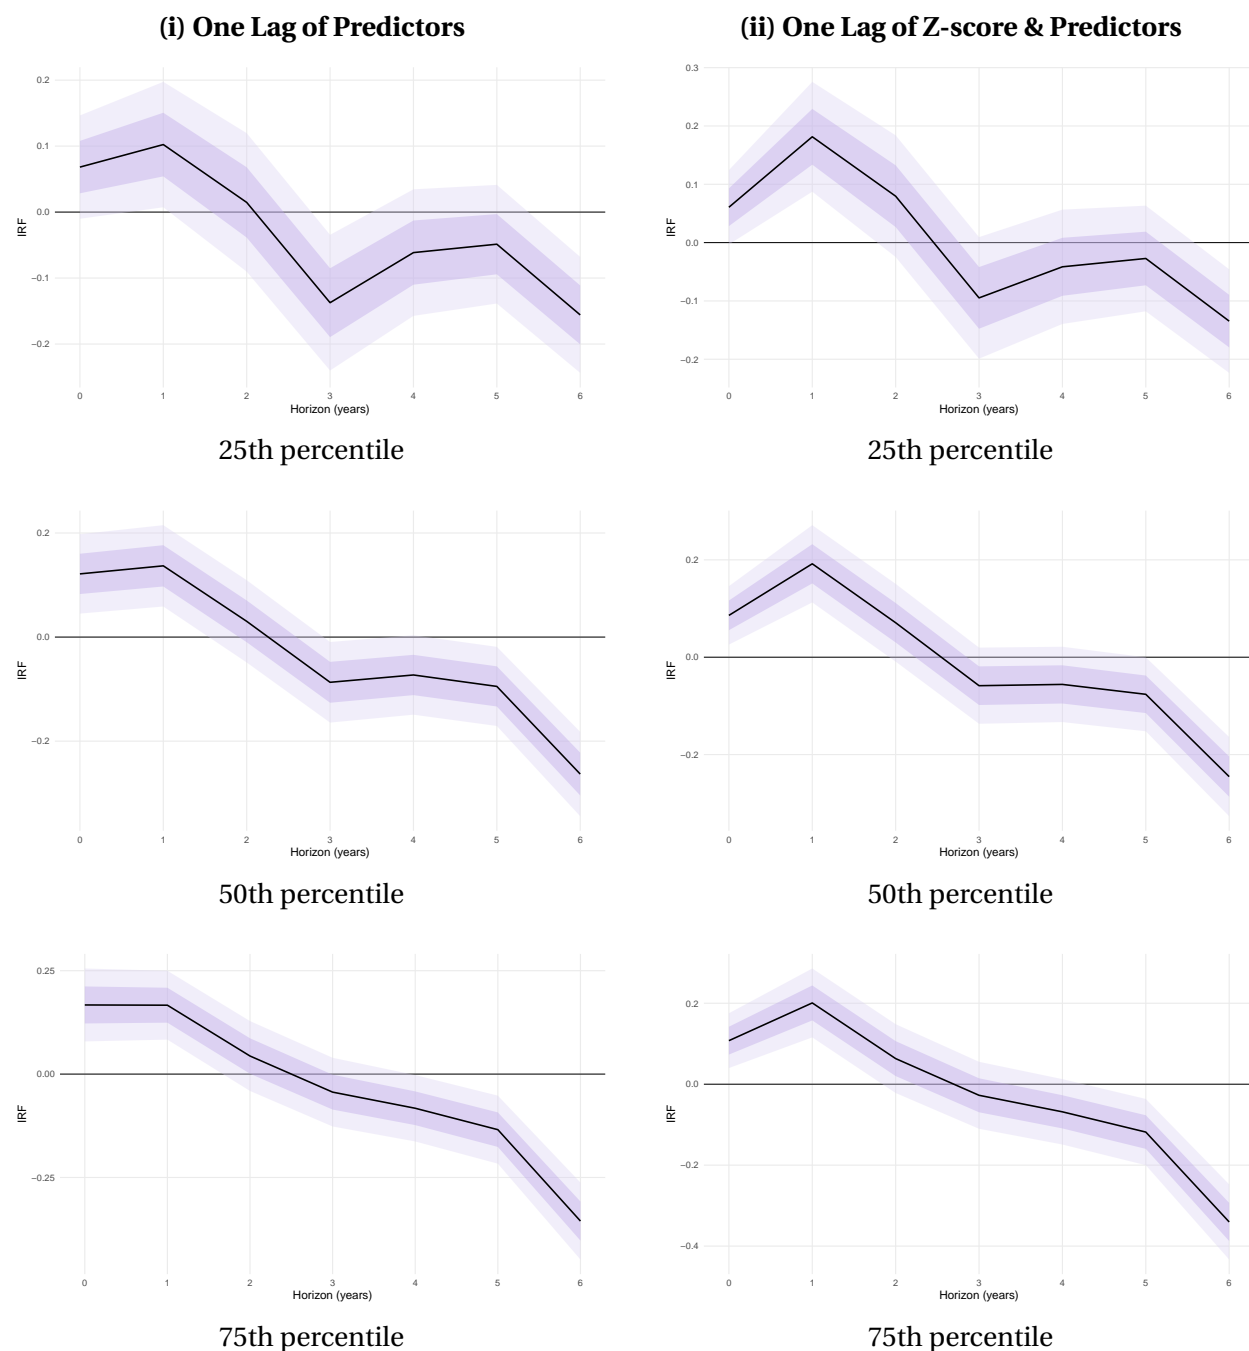 (i) One Lag of Predictors
(ii) One Lag of Z-score & Predictors
0.2
0.1
0.0
−0.1
−0.2
IRF
0 1 2 3 4 5 6
Horizon (years)
25th percentile
0.3
0.2
0.1
0.0
−0.1
−0.2
IRF
0 1 2 3 4 5 6
Horizon (years)
25th percentile
0.2
0.0
−0.2
IRF
0 1 2 3 4 5 6
Horizon (years)
50th percentile
0.2
0.0
−0.2
IRF
0 1 2 3 4 5 6
Horizon (years)
50th percentile
0.25
0.00
−0.25
IRF
0 1 2 3 4 5 6
Horizon (years)
75th percentile
0.2
0.0
−0.2
−0.4
IRF
0 1 2 3 4 5 6
Horizon (years)
75th percentile